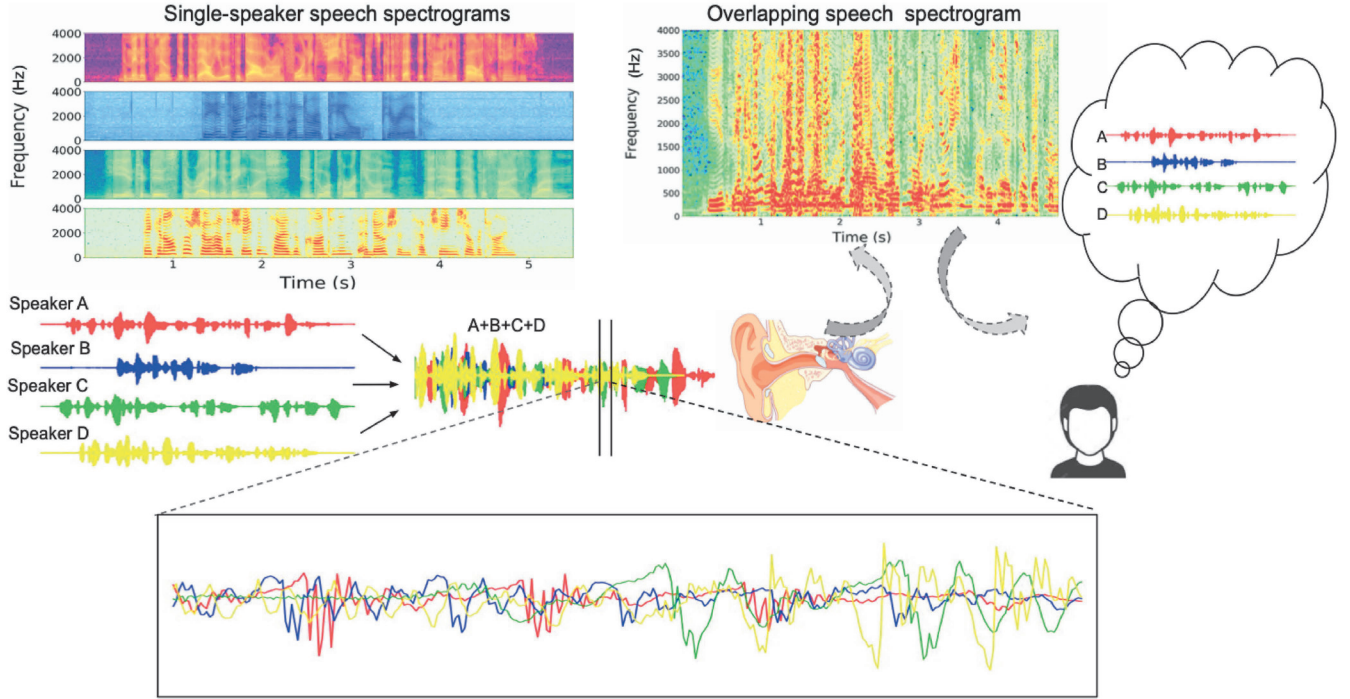 Single-speaker speech spectrograms
Overlapping speech spectrogram
Frequency (Hz)
4000
2000
0
4000
2000
0
4000
2000
0
4000
2000
0
1 2 3 4 5
Time (s)
Frequency (Hz)
4000
3500
3000
2500
2000
1500
1000
500
0
1 2 3 4
Time (s)
A
B
C
D
Speaker A
Speaker B
Speaker C
Speaker D
A+B+C+D